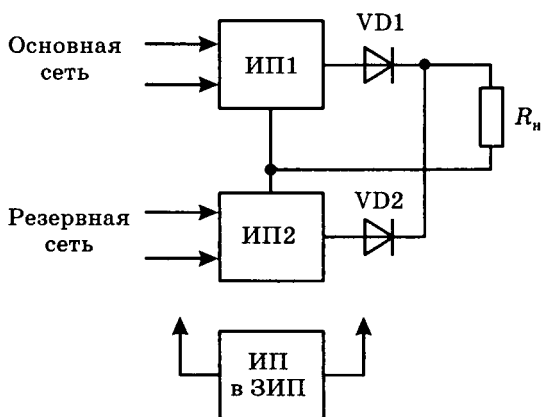 VD1
Основная
сеть
ИП1
Rн
VD2
Резервная
сеть
ИП2
ИП
в ЗИП